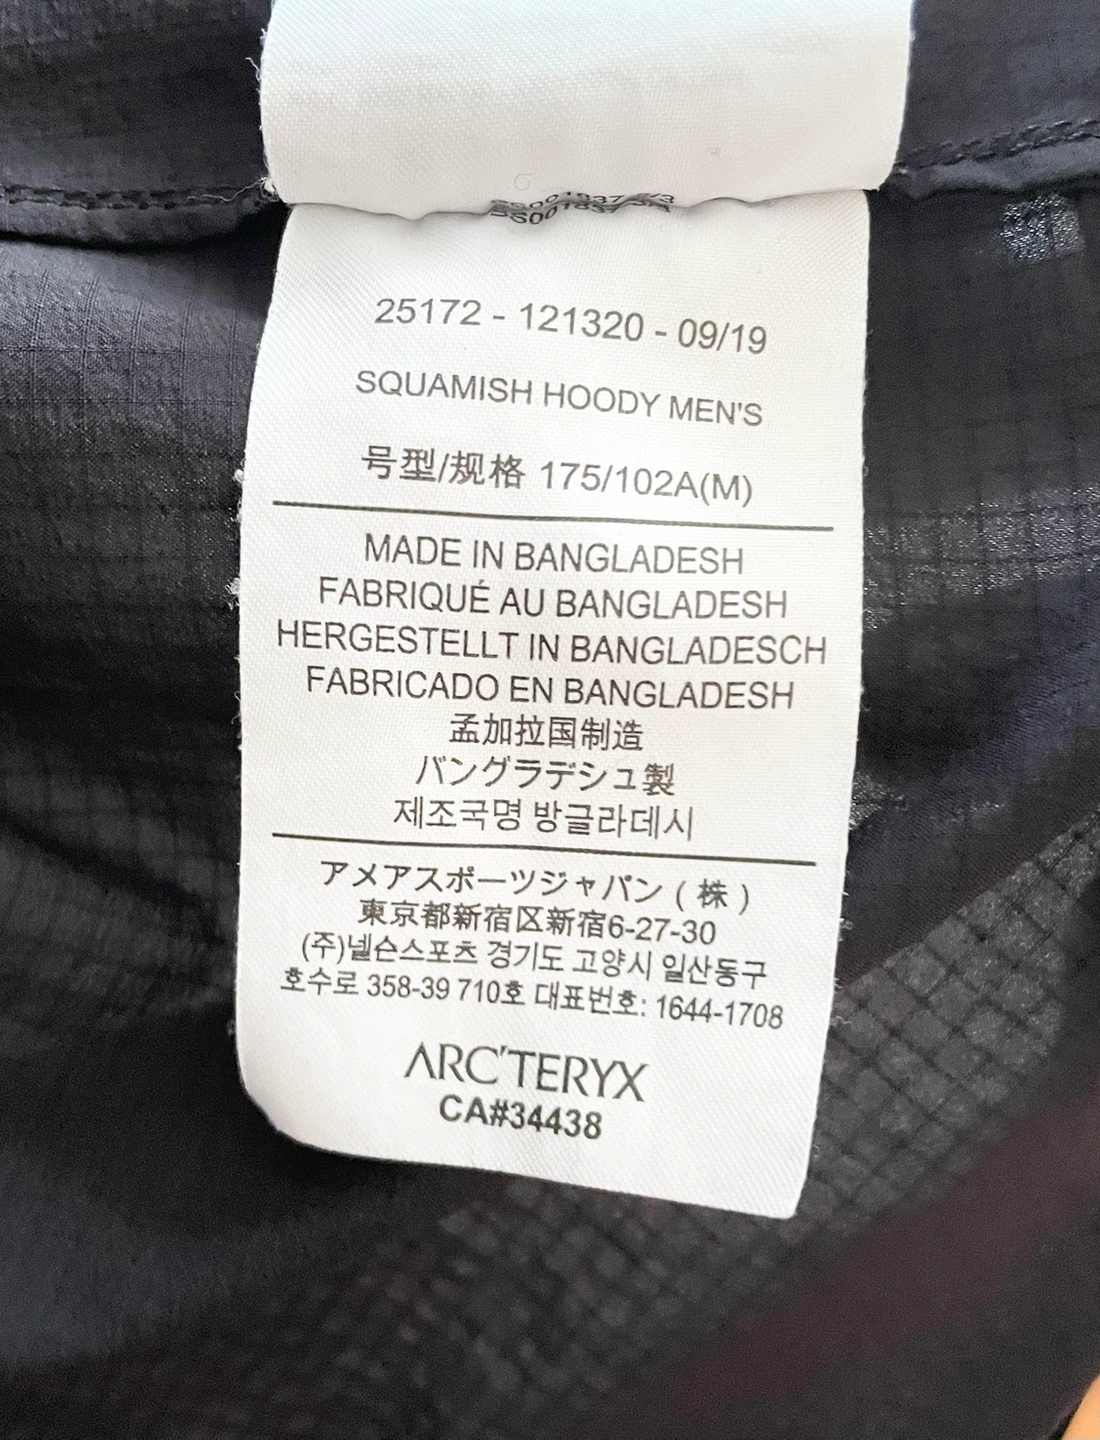 25172 - 121320 - 09/19
SQUAMISH HOODY MEN'S
号型/规格 175/102A(M)
MADE IN BANGLADESH
FABRIQUÉ AU BANGLADESH
HERGESTELLT IN BANGLADESCH
FABRICADO EN BANGLADESH
孟加拉国制造
バングラデシュ製
제조국명 방글라데시
アメアスポーツジャパン ( 株 )
東京都新宿区新宿6-27-30
(주)넬슨스포츠 경기도 고양시 일산동구
호수로 358-39 710호 대표번호: 1644-1708
ARC'TERYX
CA#34438